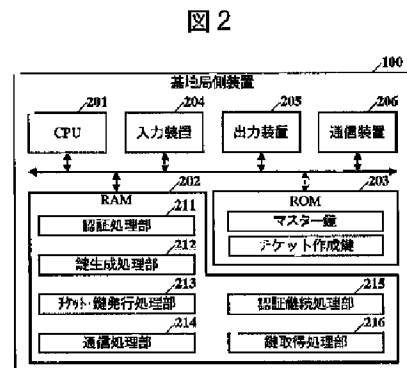 図2
100
基地局側装置
201
204
205
206
CPU
入力装置
出力装置
通信装置
202
203
RAM
ROM
211
認証処理部
マスター鍵
チケット作成鍵
212
鍵生成処理部
213
チケット・鍵発行処理部
215
認証継続処理部
214
通信処理部
216
鍵取得処理部